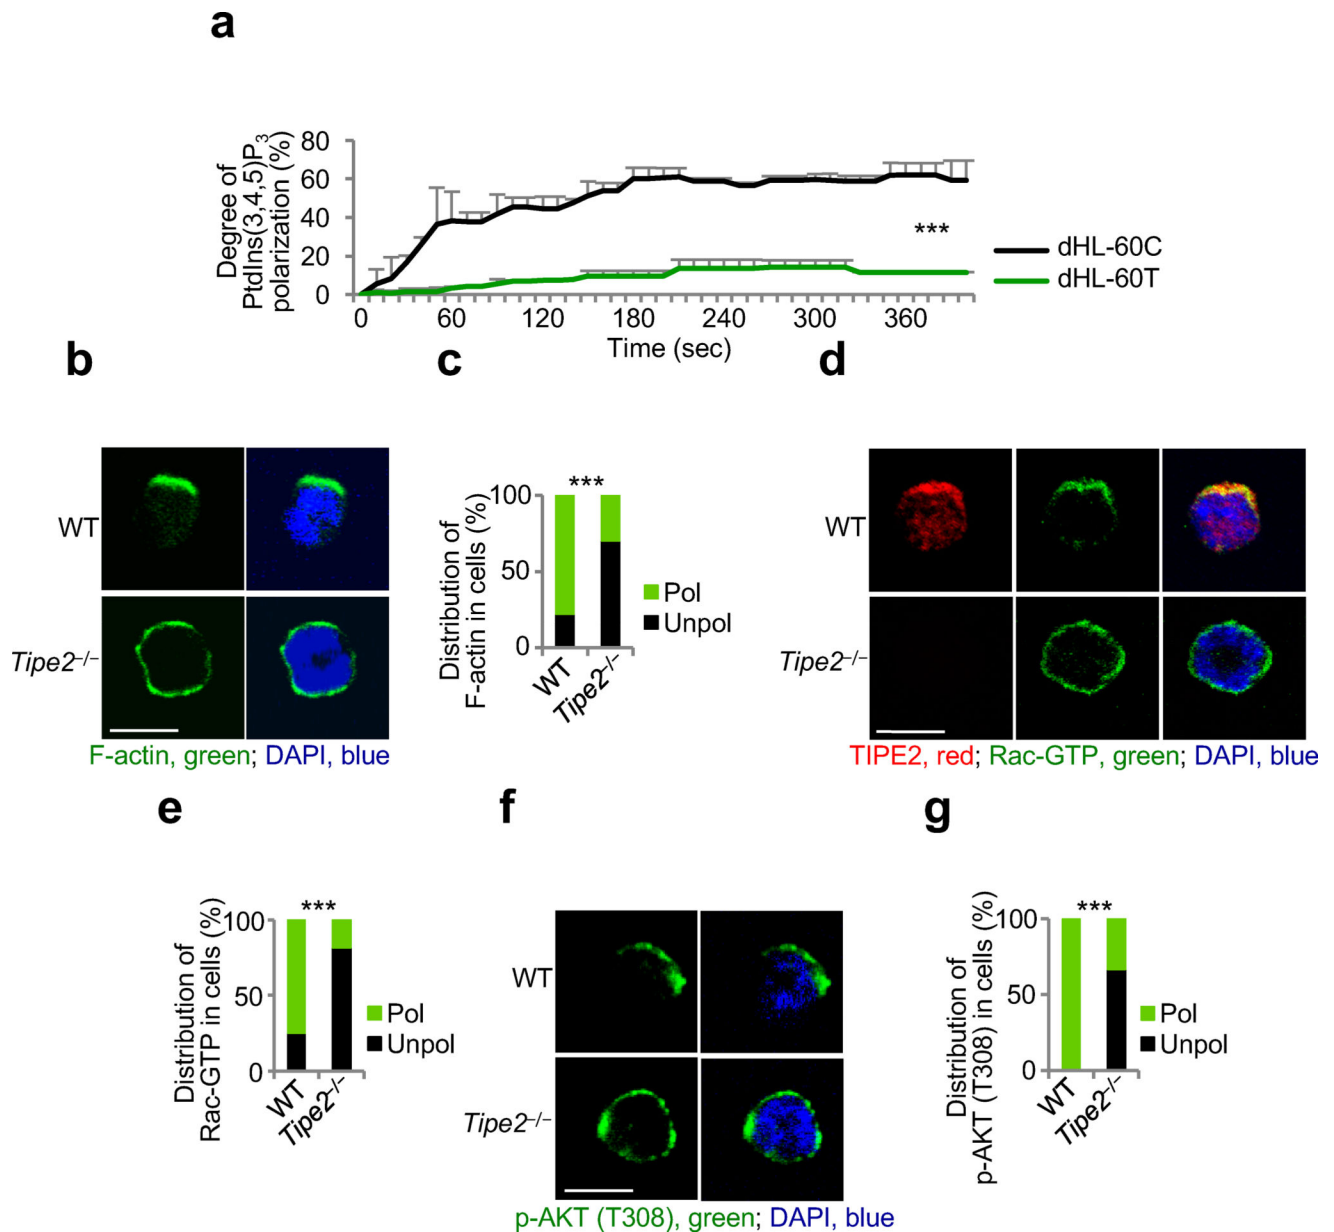 a
Degree of
PtdIns(3,4,5)P3
polarization (%)
80
60
40
20
0
0 60 120 180 240 300 360
Time (sec)
***
dHL-60C
dHL-60T
b
WT
Tipe2–/–
F-actin, green; DAPI, blue
c
Distribution of
F-actin in cells (%)
100
50
0
***
WT
Tipe2–/–
Pol
Unpol
d
WT
Tipe2–/–
TIPE2, red; Rac-GTP, green; DAPI, blue
e
Distribution of
Rac-GTP in cells (%)
100
50
0
***
WT
Tipe2–/–
Pol
Unpol
f
WT
Tipe2–/–
p-AKT (T308), green; DAPI, blue
g
Distribution of
p-AKT (T308) in cells (%)
100
50
0
***
WT
Tipe2–/–
Pol
Unpol